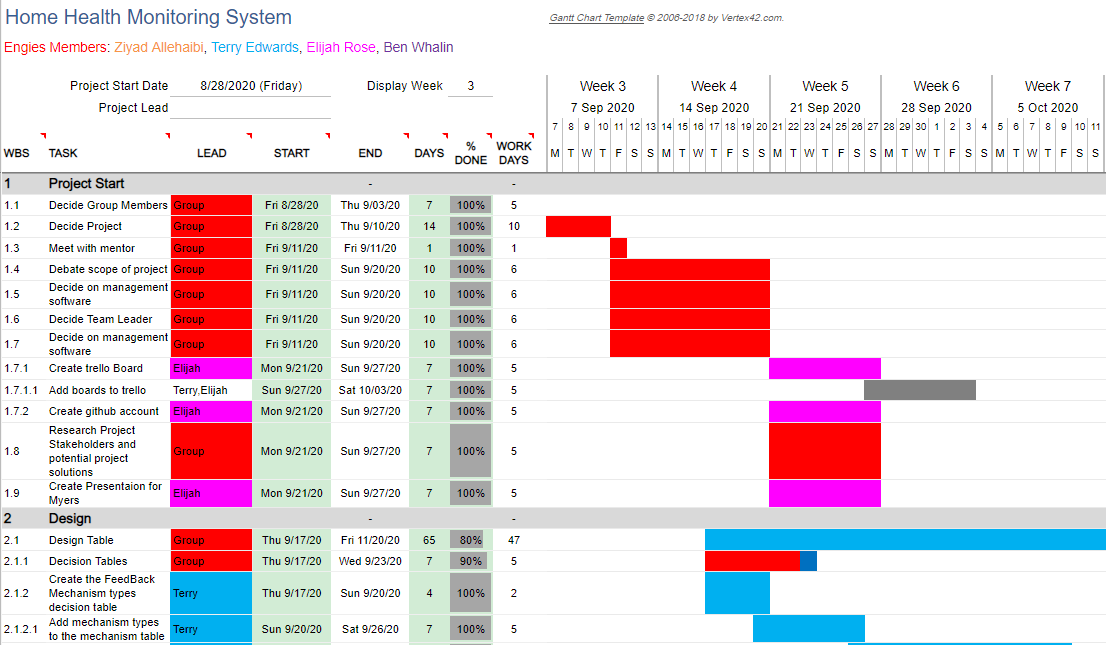 Home Health Monitoring System
Gantt Chart Template © 2006-2018 by Vertex42.com.
Engies Members: Ziyad Allehaibi, Terry Edwards, Elijah Rose, Ben Whalin
Project Start Date 8/28/2020 (Friday) Display Week 3 Week 3 Week 4 Week 5 Week 6 Week 7
Project Lead 7 Sep 2020 14 Sep 2020 21 Sep 2020 28 Sep 2020 5 Oct 2020
7 8 9 10 11 12 13 14 15 16 17 18 19 20 21 22 23 24 25 26 27 28 29 30 1 2 3 4 5 6 7 8 9 10 11
WBS TASK LEAD START END DAYS % DONE WORK DAYS M T W T F S S M T W T F S S M T W T F S S M T W T F S S M T W T F S S
1 Project Start - -
1.1 Decide Group Members Group Fri 8/28/20 Thu 9/03/20 7 100% 5
1.2 Decide Project Group Fri 8/28/20 Thu 9/10/20 14 100% 10
1.3 Meet with mentor Group Fri 9/11/20 Fri 9/11/20 1 100% 1
1.4 Debate scope of project Group Fri 9/11/20 Sun 9/20/20 10 100% 6
1.5 Decide on management software Group Fri 9/11/20 Sun 9/20/20 10 100% 6
1.6 Decide Team Leader Group Fri 9/11/20 Sun 9/20/20 10 100% 6
1.7 Decide on management software Group Fri 9/11/20 Sun 9/20/20 10 100% 6
1.7.1 Create trello Board Elijah Mon 9/21/20 Sun 9/27/20 7 100% 5
1.7.1.1 Add boards to trello Terry,Elijah Sun 9/27/20 Sat 10/03/20 7 100% 5
1.7.2 Create github account Elijah Mon 9/21/20 Sun 9/27/20 7 100% 5
1.8 Research Project Stakeholders and potential project solutions Group Mon 9/21/20 Sun 9/27/20 7 100% 5
1.9 Create Presentaion for Myers Elijah Mon 9/21/20 Sun 9/27/20 7 100% 5
2 Design - -
2.1 Design Table Group Thu 9/17/20 Fri 11/20/20 65 80% 47
2.1.1 Decision Tables Group Thu 9/17/20 Wed 9/23/20 7 90% 5
2.1.2 Create the FeedBack Mechanism types decision table Terry Thu 9/17/20 Sun 9/20/20 4 100% 2
2.1.2.1 Add mechanism types to the mechanism table Terry Sun 9/20/20 Sat 9/26/20 7 100% 5